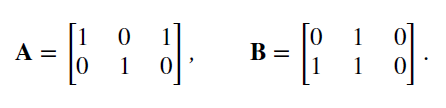 A = [1 0 1
0 1 0], B = [0 1 0
1 1 0].